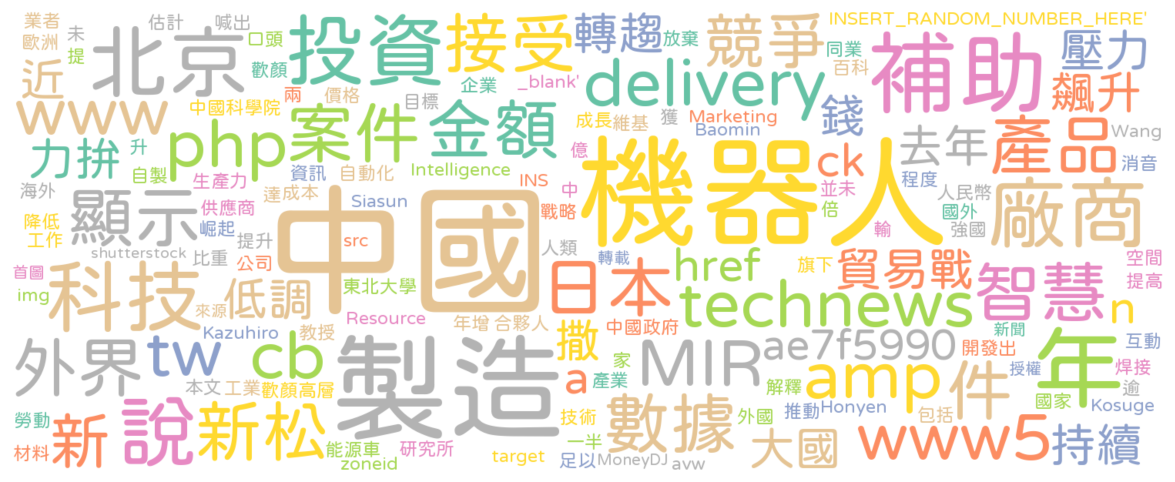 業者
估計
喊出
未
口頭
歐洲
提
歡顏
近
北京
投資
接受
轉趨
放棄
競爭
INSERT_RANDOM_NUMBER_HERE'
同業
百科
補助
壓力
飆升
www
中國科學院
兩
價格
目標
企業
_blank'
delivery
錢
力拚
升
自製
php
案件
金額
成長
維基
獲
Marketing
Baomin
億
ck
去年
產品
Wang
消音
海外
生產力
資訊
自動化
Intelligence
INS
機器人
並未
倍
程度
人民幣
國外
強國
廠商
降低
工作
顯示
供應商
崛起
達成本
Siasun
中國
src
中
戰略
輸
shutterstock
提升
比重
公司
人類
轉載
首圖
img
科技
來源
低調
東北大學
日本
href
旗下
貿易戰
智慧
空間
提高
technews
n
Kazuhiro
教授
Resource
年增
合夥人
中國政府
新聞
外界
tw
cb
製造
撒
家
MIR
ae7f5990
開發出
年
授權
互動
本文
工業
歡顏高層
a
產業
解釋
amp
件
焊接
逾
國家
Kosuge
勞動
材料
新
說
新松
能源車
zoneid
研究所
技術
一半
target
足以
MoneyDJ
數據
avw
外國
推動
Honyen
大國
包括
www5
持續